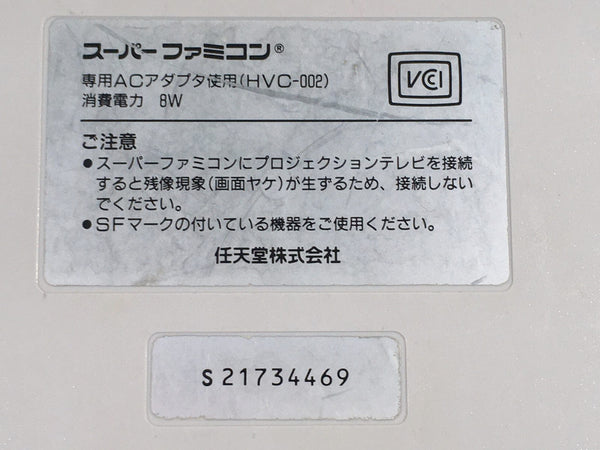 スーパーファミコン®
専用ACアダプタ使用(HVC-002)
消費電力 8W
VCI
ご注意
●スーパーファミコンにプロジェクションテレビを接続
すると残像現象(画面ヤケ)が生ずるため、接続しない
でください。
●SFマークの付いている機器をご使用ください。
任天堂株式会社
S21734469